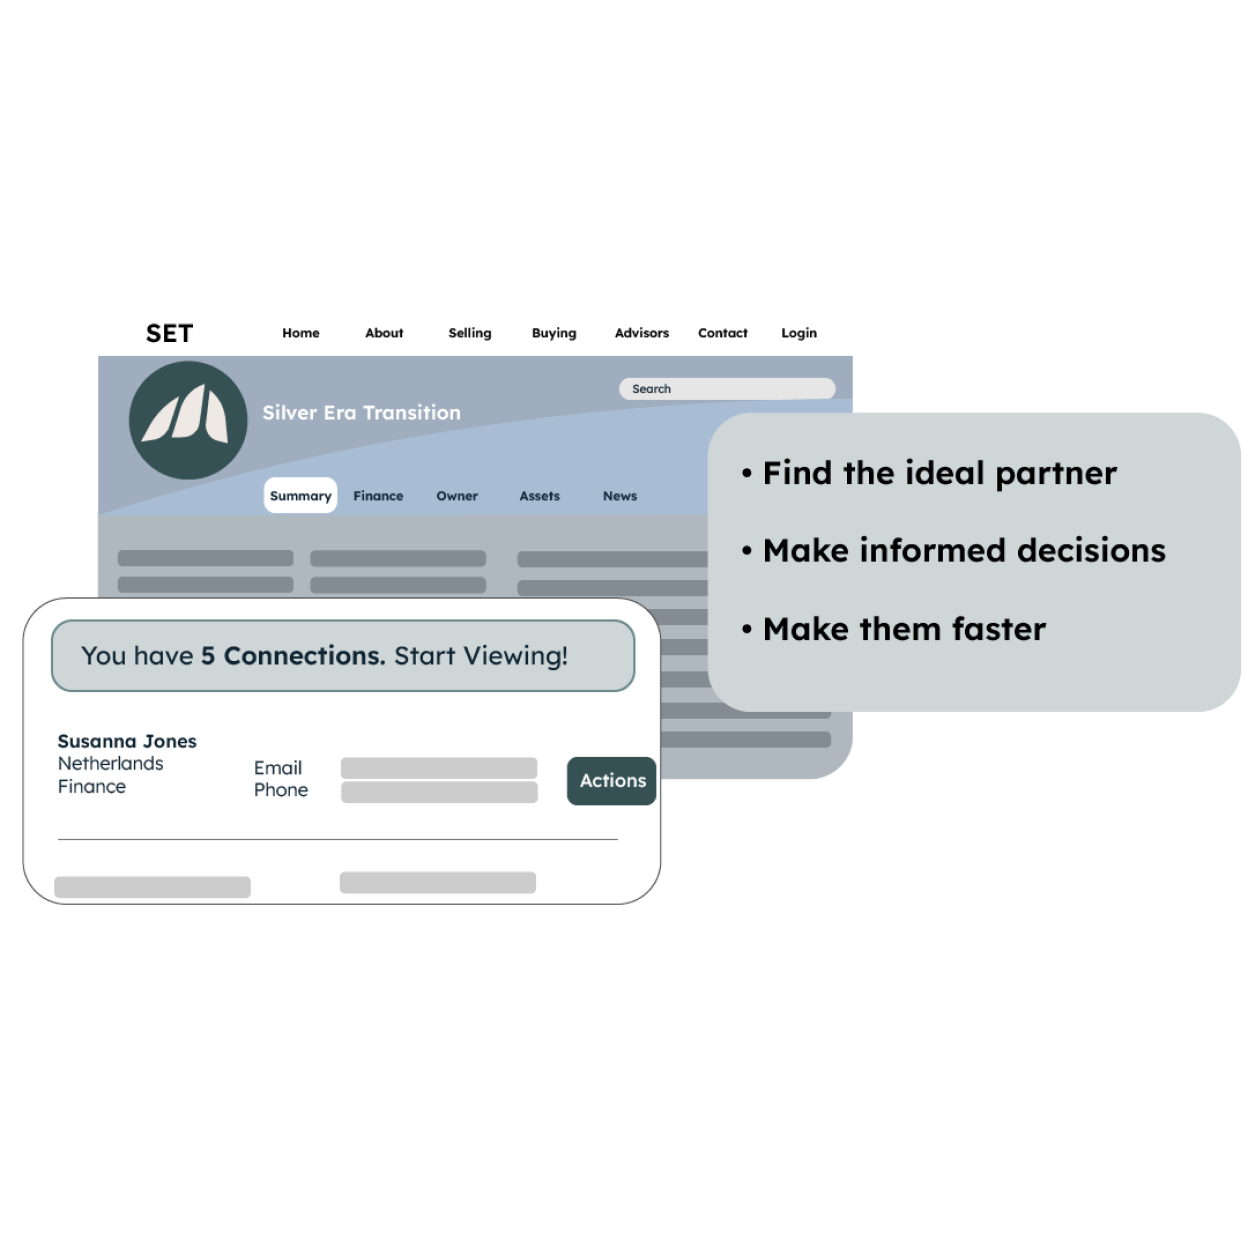 SET
Home About Selling Buying Advisors Contact Login
Search
Silver Era Transition
Summary Finance Owner Assets News
• Find the ideal partner
• Make informed decisions
• Make them faster
You have 5 Connections. Start Viewing!
Susanna Jones
Netherlands
Finance
Email
Phone
Actions